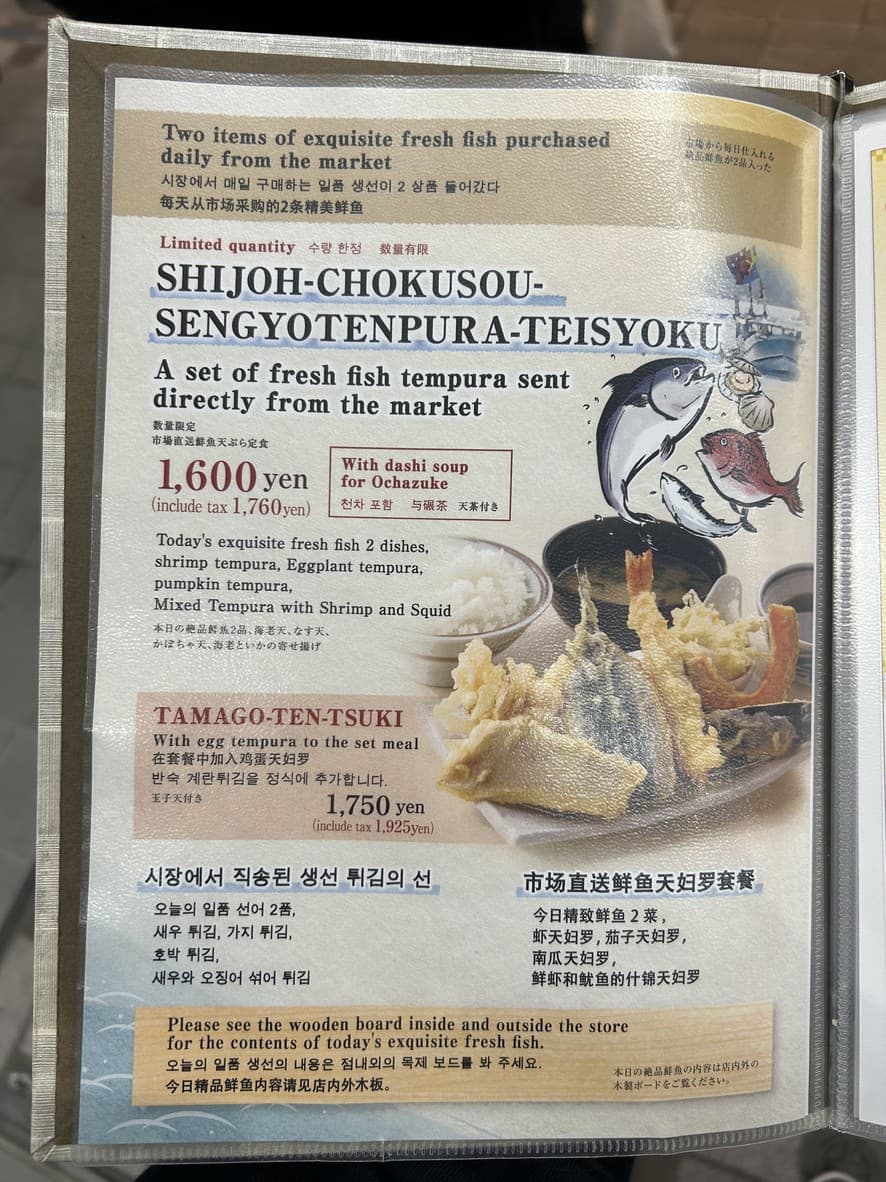 Two items of exquisite fresh fish purchased
daily from the market
시장에서 매일 구매하는 일품 생선이 2 상품 들어갔다
每天从市场采购的2条精美鲜鱼
市場から毎日仕入れる
絶品鮮魚が2品入った
Limited quantity 수량 한정 数量有限
SHIJOH-CHOKUSOU-
SENGYOTENPURA-TEISYOKU
A set of fresh fish tempura sent
directly from the market
数量限定
市場直送鮮魚天ぷら定食
1,600 yen
(include tax 1,760yen)
With dashi soup
for Ochazuke
천차 포함 与碾茶 天茶付き
Today's exquisite fresh fish 2 dishes,
shrimp tempura, Eggplant tempura,
pumpkin tempura,
Mixed Tempura with Shrimp and Squid
本日の絶品鮮魚2品、海老天、なす天、
かぼちゃ天、海老といかの寄せ揚げ
TAMAGO-TEN-TSUKI
With egg tempura to the set meal
在套餐中加入鸡蛋天妇罗
반숙 계란튀김을 정식에 추가합니다.
玉子天付き
1,750 yen
(include tax 1,925yen)
시장에서 직송된 생선 튀김의 선
오늘의 일품 선어 2품,
새우 튀김, 가지 튀김,
호박 튀김,
새우와 오징어 섞어 튀김
市场直送鲜鱼天妇罗套餐
今日精致鲜鱼2菜，
虾天妇罗，茄子天妇罗，
南瓜天妇罗，
鲜虾和鱿鱼的什锦天妇罗
Please see the wooden board inside and outside the store
for the contents of today's exquisite fresh fish.
오늘의 일품 생선의 내용은 점내외의 목제 보드를 봐 주세요.
今日精品鲜鱼内容请见店内外木板。
本日の絶品鮮魚の内容は店内外の
木製ボードをご覧ください。